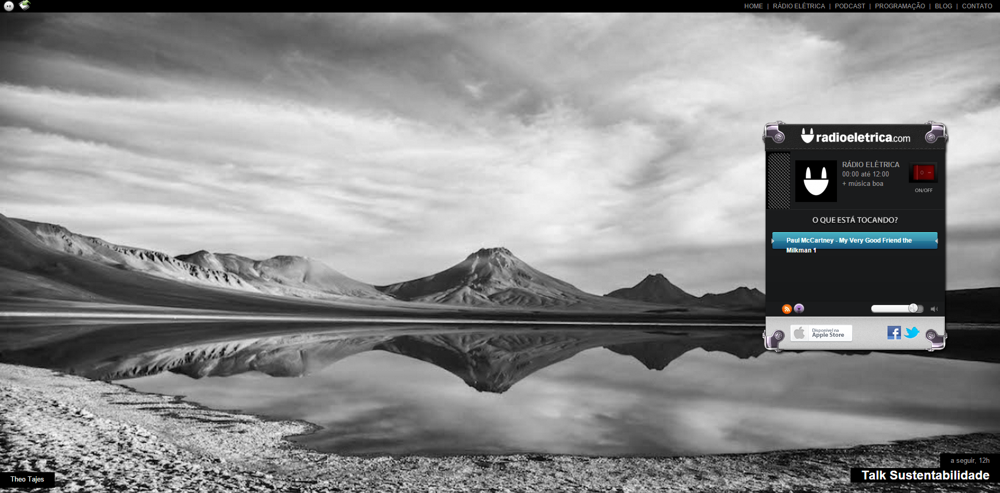 HOME | RÁDIO ELÉTRICA | PODCAST | PROGRAMAÇÃO | BLOG | CONTATO
radioeletrica.com
RÁDIO ELÉTRICA
00:00 até 12:00
+ música boa
ON/OFF
O QUE ESTÁ TOCANDO?
Paul McCartney - My Very Good Friend the
Milkman 1
Disponível na
Apple Store
a seguir, 12h
Talk Sustentabilidade
Theo Tajes